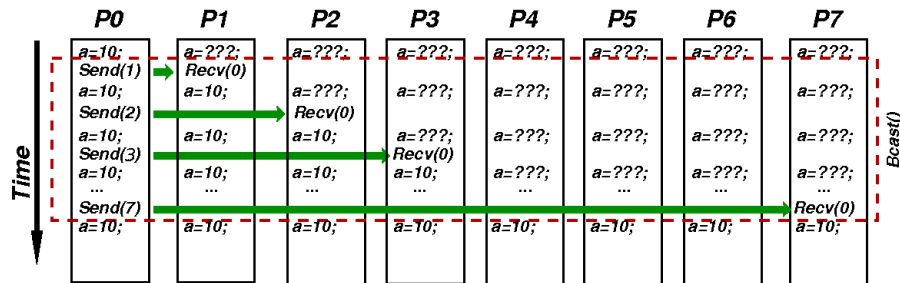 P0 P1 P2 P3 P4 P5 P6 P7
a=10; a=???; a=???; a=???; a=???; a=???; a=???; a=???;
Send(1) Recv(0)
a=10; a=10; a=???; a=???; a=???; a=???; a=???; a=???;
Send(2) Recv(0)
a=10; a=10; a=10; a=???; a=???; a=???; a=???; a=???;
Send(3) Recv(0)
a=10; a=10; a=10; a=10; a=???; a=???; a=???; a=???;
... ... ... ... ... ... ... ...
Send(7) Recv(0)
a=10; a=10; a=10; a=10; a=10; a=10; a=10; a=10;
Time
Bcast()